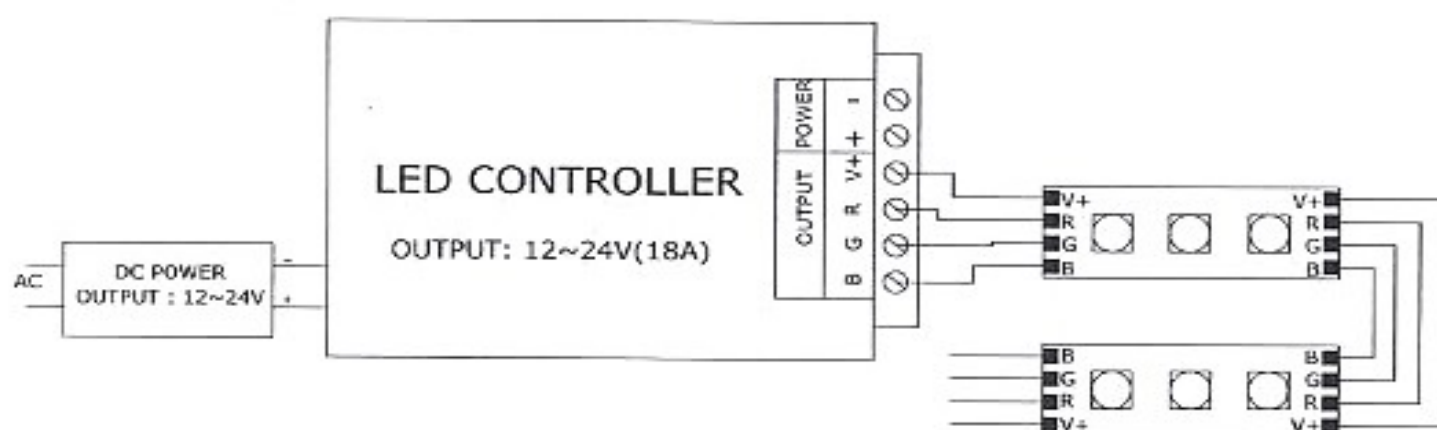 AC
DC POWER
OUTPUT : 12~24V
-
+
LED CONTROLLER
OUTPUT: 12~24V(18A)
POWER
-
+
OUTPUT
V+
R
G
B
V+
R
G
B
V+
R
G
B
B
G
R
V+
B
G
R
V+